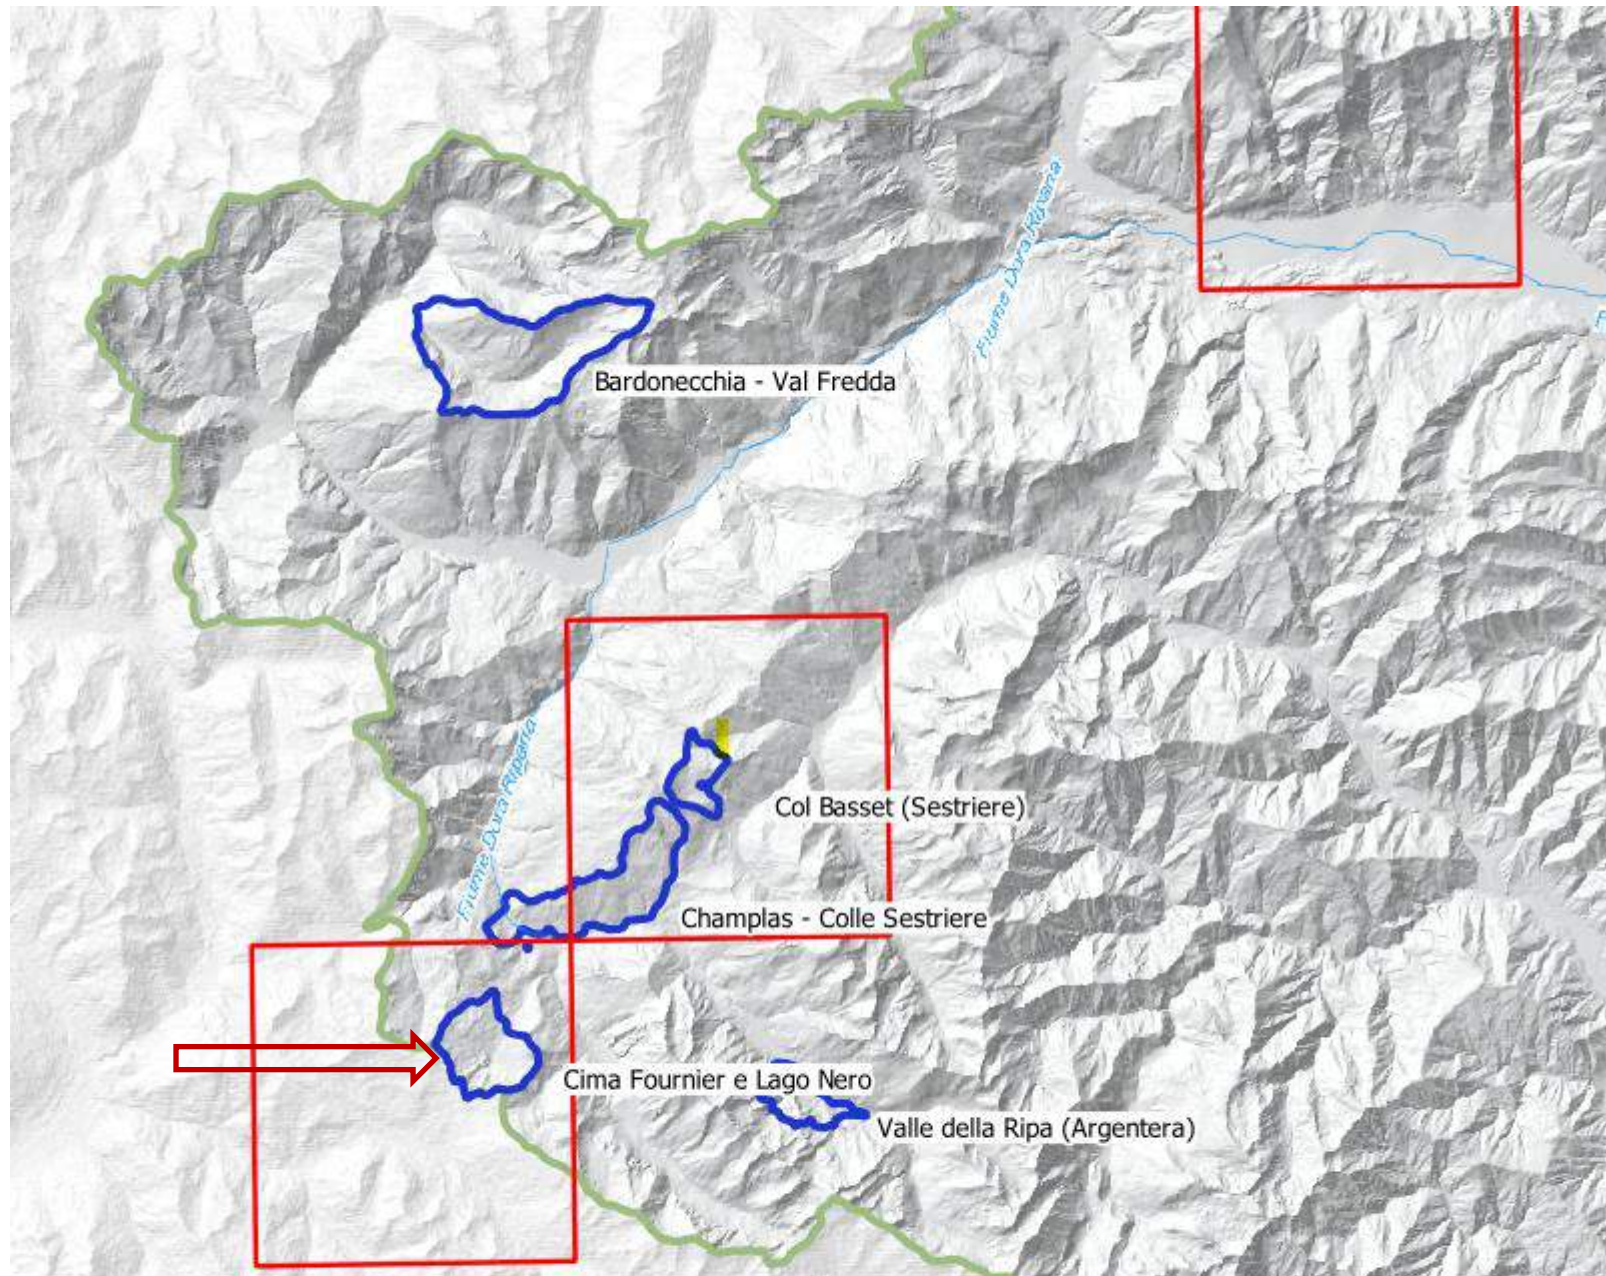 Fiume Dora Riparia
Bardonecchia - Val Fredda
Fiume Dora Riparia
Col Basset (Sestriere)
Champlas - Colle Sestriere
Cima Fournier e Lago Nero
Valle della Ripa (Argentera)